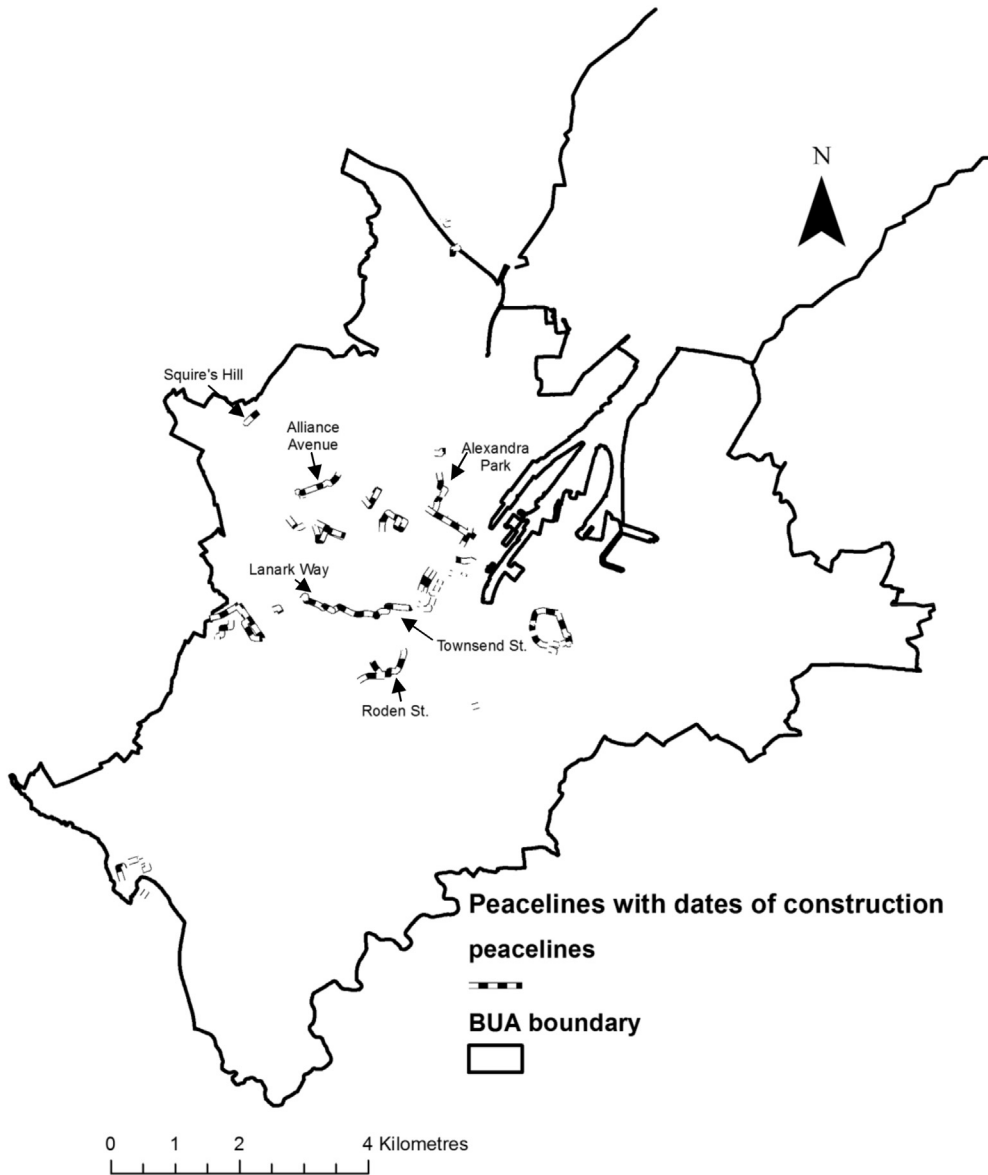 N
Squire's Hill
Alliance
Avenue
Alexandra
Park
Lanark Way
Townsend St.
Roden St.
Peacelines with dates of construction
peacelines
BUA boundary
0 1 2 4 Kilometres